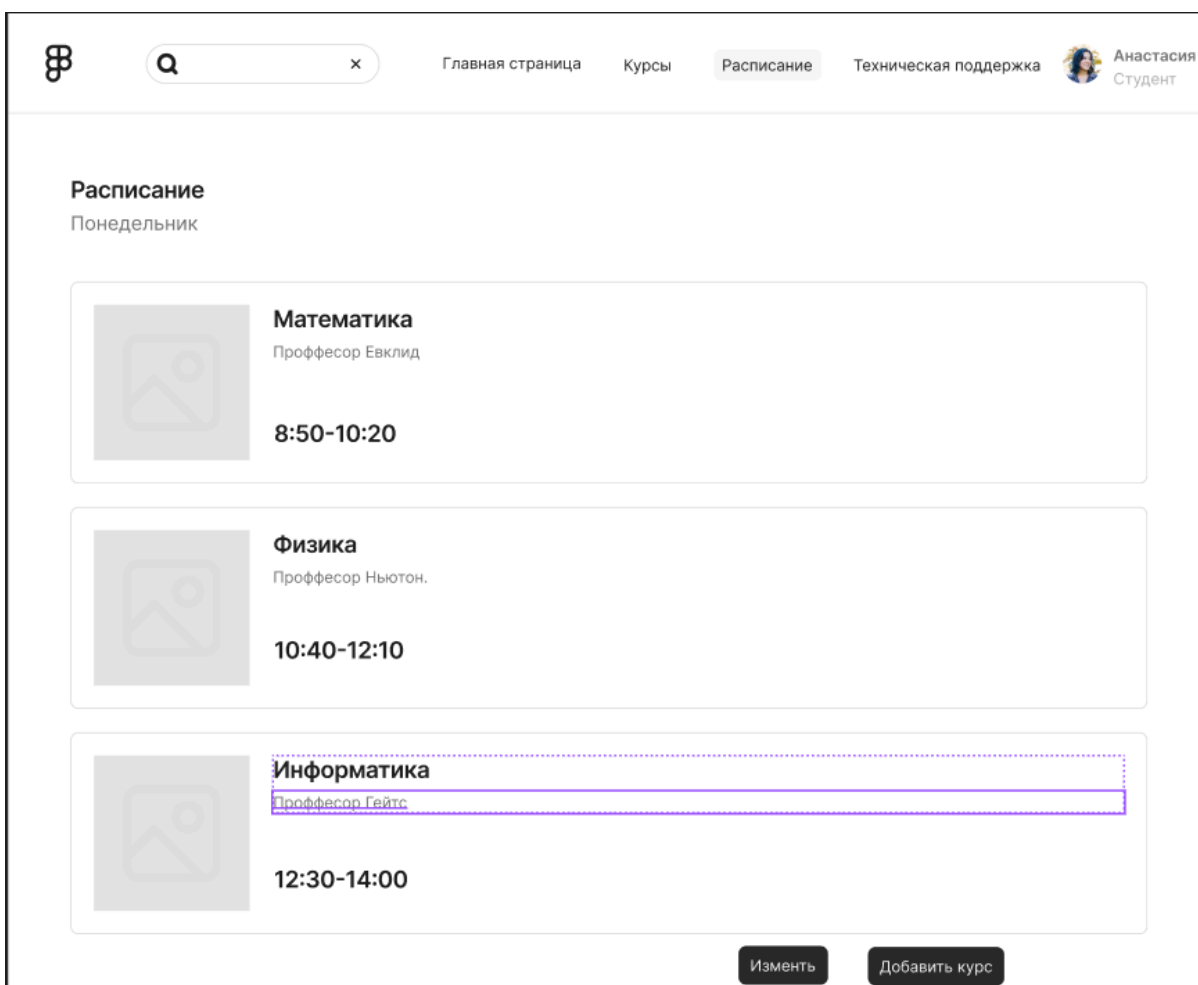 Главная страница
Курсы
Расписание
Техническая поддержка
Анастасия
Студент
Расписание
Понедельник
Математика
Проффесор Евклид
8:50-10:20
Физика
Проффесор Ньютон.
10:40-12:10
Информатика
Проффесор Гейтс
12:30-14:00
Изменть
Добавить курс